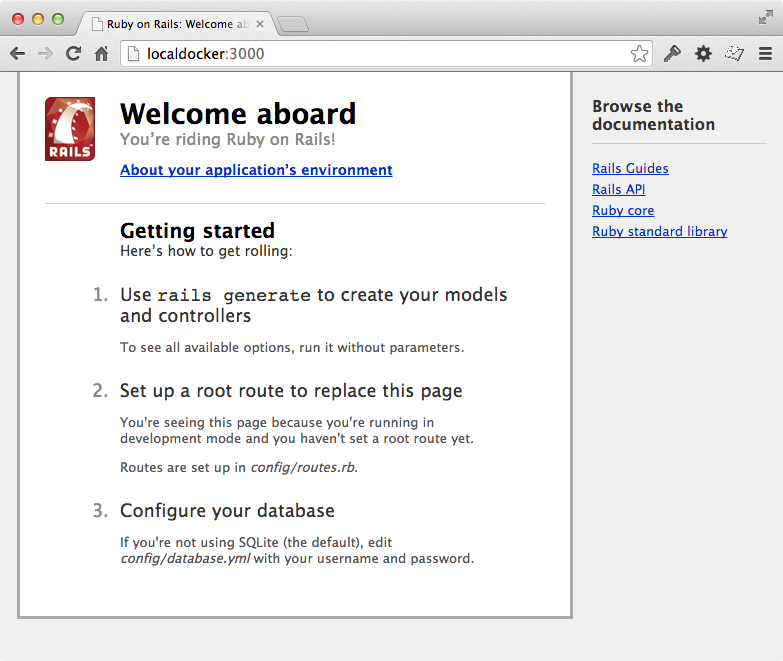 Ruby on Rails: Welcome ab
localdocker:3000
RAILS
Welcome aboard
You’re riding Ruby on Rails!
About your application’s environment
Getting started
Here’s how to get rolling:
1. Use rails generate to create your models
and controllers
To see all available options, run it without parameters.
2. Set up a root route to replace this page
You're seeing this page because you're running in
development mode and you haven't set a root route yet.
Routes are set up in config/routes.rb.
3. Configure your database
If you're not using SQLite (the default), edit
config/database.yml with your username and password.
Browse the
documentation
Rails Guides
Rails API
Ruby core
Ruby standard library